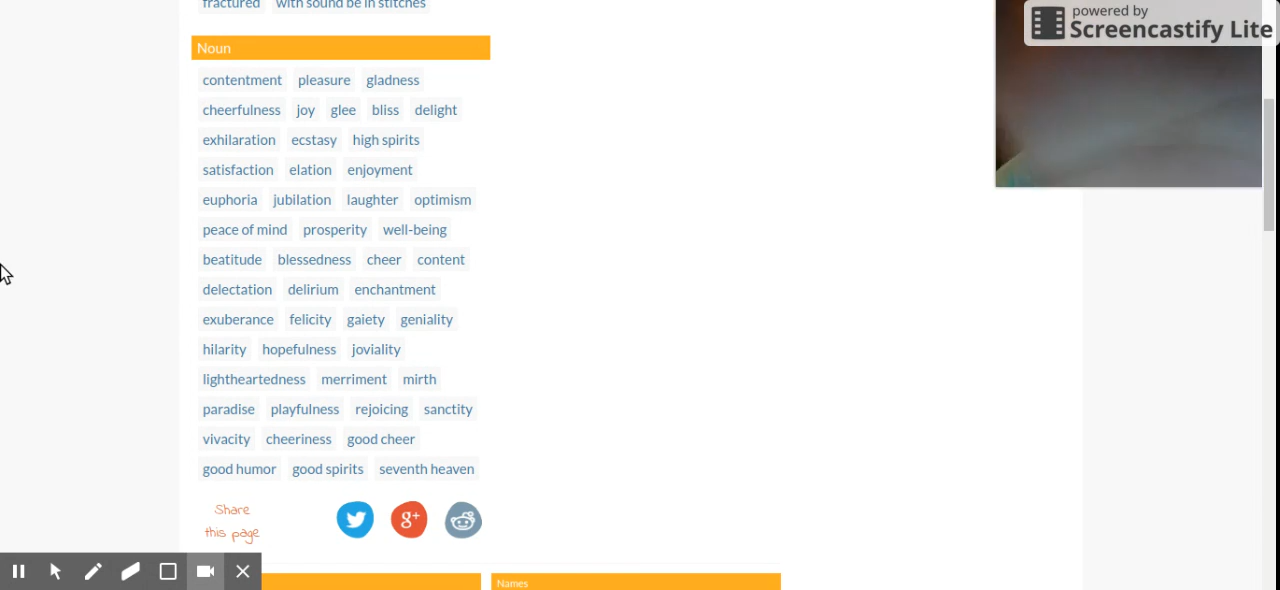 fractured with sound be in stitches
powered by
Screencastify Lite
Noun
contentment pleasure gladness
cheerfulness joy glee bliss delight
exhilaration ecstasy high spirits
satisfaction elation enjoyment
euphoria jubilation laughter optimism
peace of mind prosperity well-being
beatitude blessedness cheer content
delectation delirium enchantment
exuberance felicity gaiety geniality
hilarity hopefulness joviality
lightheartedness merriment mirth
paradise playfulness rejoicing sanctity
vivacity cheeriness good cheer
good humor good spirits seventh heaven
Share
this page
g+
Names